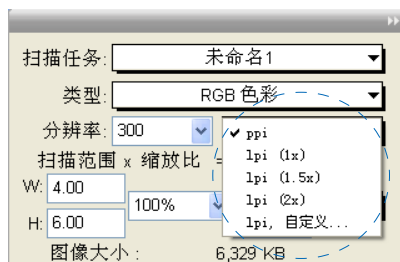 扫描任务: 未命名1
类型: RGB 色彩
分辨率: 300
✓ ppi
lpi (1x)
lpi (1.5x)
lpi (2x)
lpi, 自定义...
扫描范围 x 缩放比 =
W: 4.00
100%
H: 6.00
图像大小: 6,329 KB